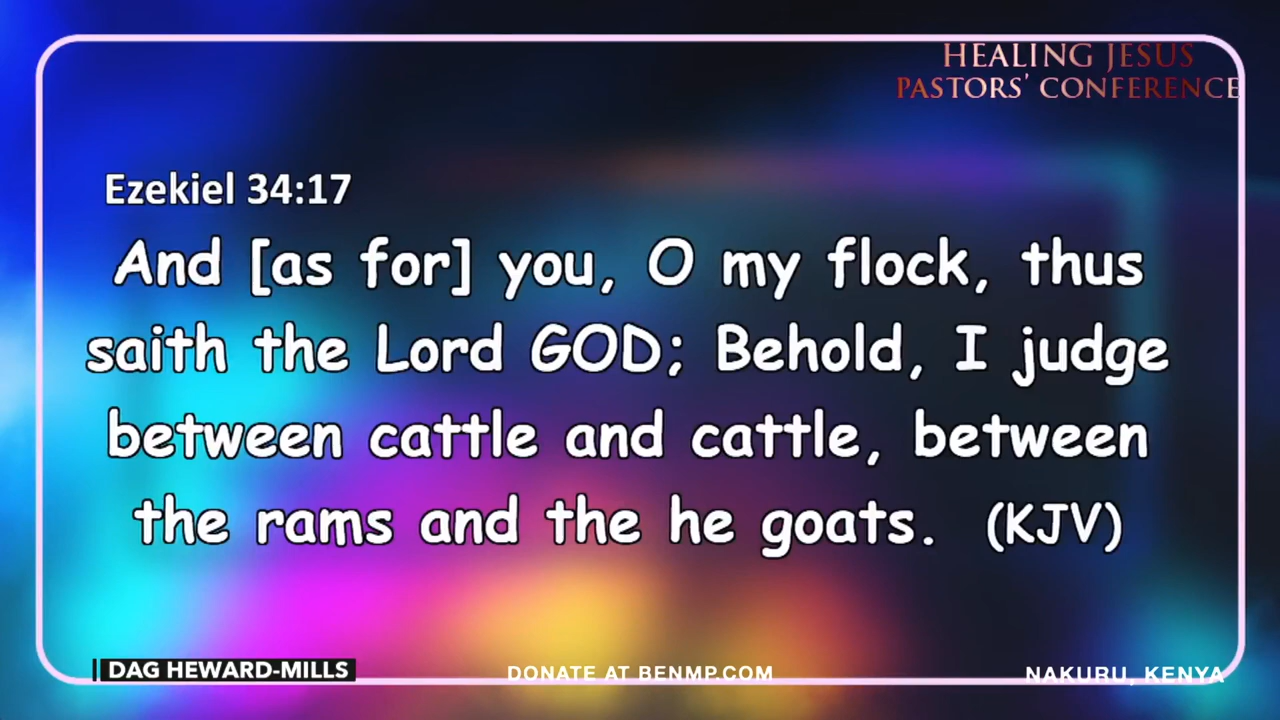 HEALING JESUS
PASTORS' CONFERENCE
Ezekiel 34:17
And [as for] you, O my flock, thus
saith the Lord GOD; Behold, I judge
between cattle and cattle, between
the rams and the he goats. (KJV)
DAG HEWARD-MILLS
DONATE AT BENMP.COM
NAKURU, KENYA